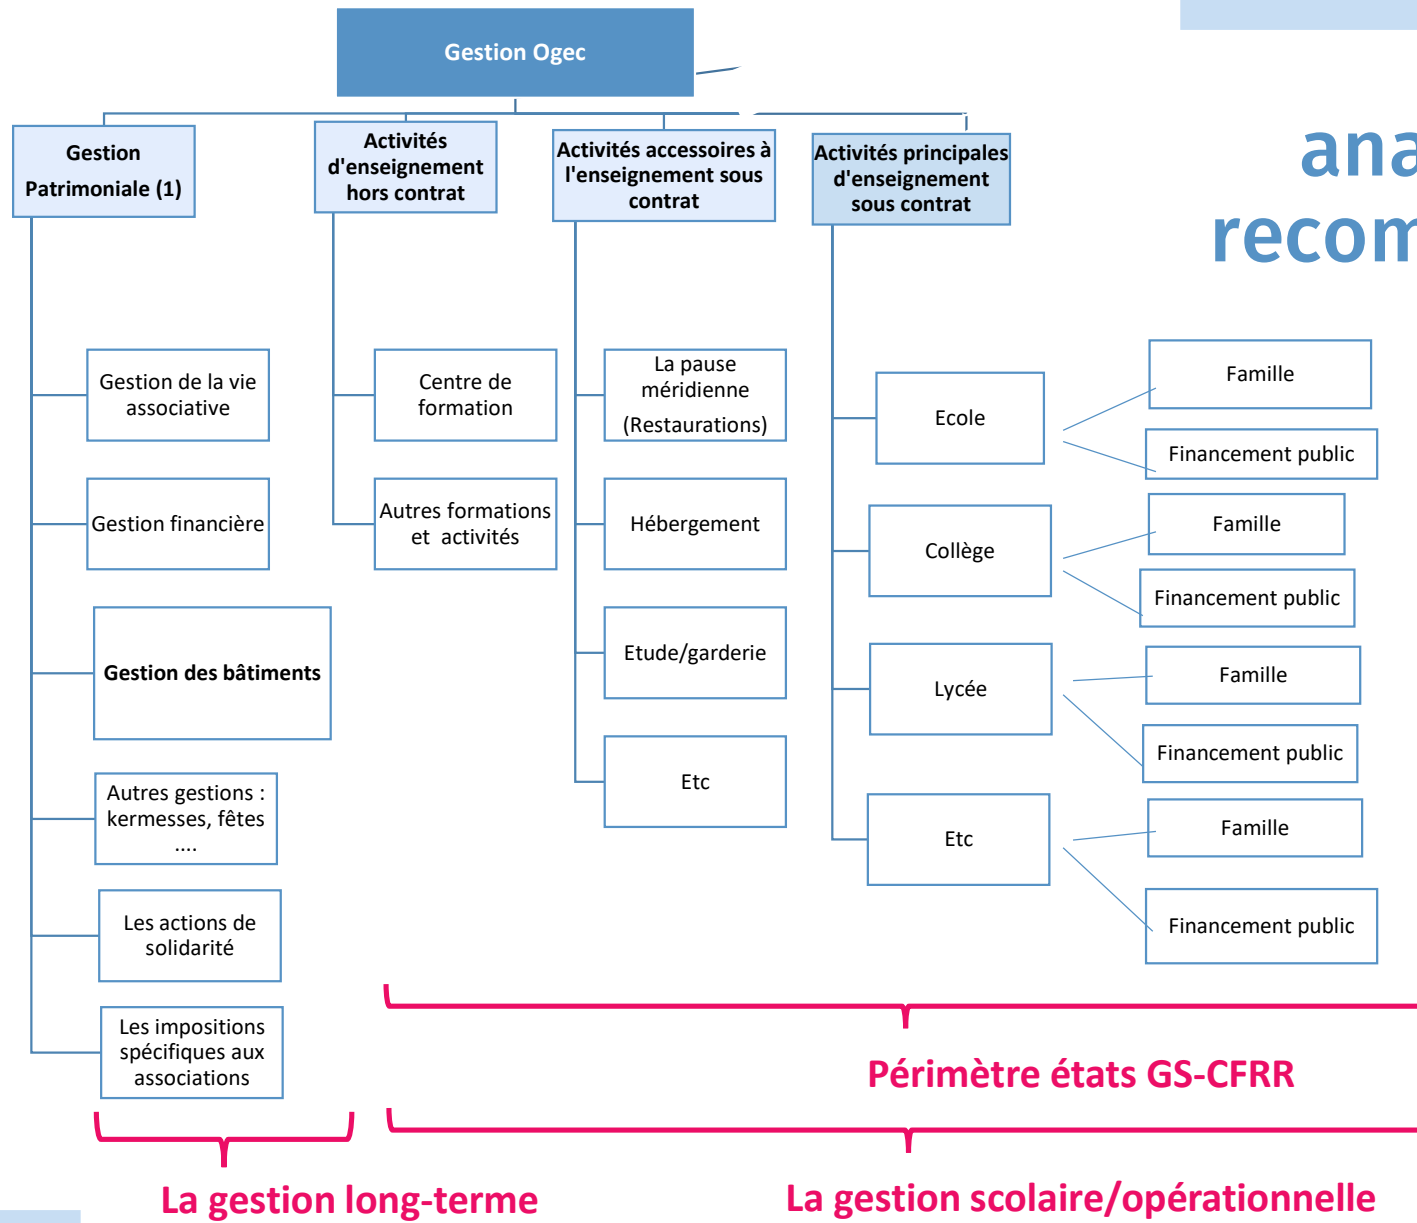 Gestion Ogec
ana
recom
Gestion
Patrimoniale (1)
Activités
d'enseignement
hors contrat
Activités accessoires à
l'enseignement sous
contrat
Activités principales
d'enseignement
sous contrat
Gestion de la vie
associative
Gestion financière
Gestion des bâtiments
Autres gestions :
kermesses, fêtes
....
Les actions de
solidarité
Les impositions
spécifiques aux
associations
Centre de
formation
Autres formations
et  activités
La pause
méridienne
(Restaurations)
Hébergement
Etude/garderie
Etc
Ecole
Collège
Lycée
Etc
Famille
Financement public
Famille
Financement public
Famille
Financement public
Famille
Financement public
Périmètre états GS-CFRR
La gestion long-terme
La gestion scolaire/opérationnelle